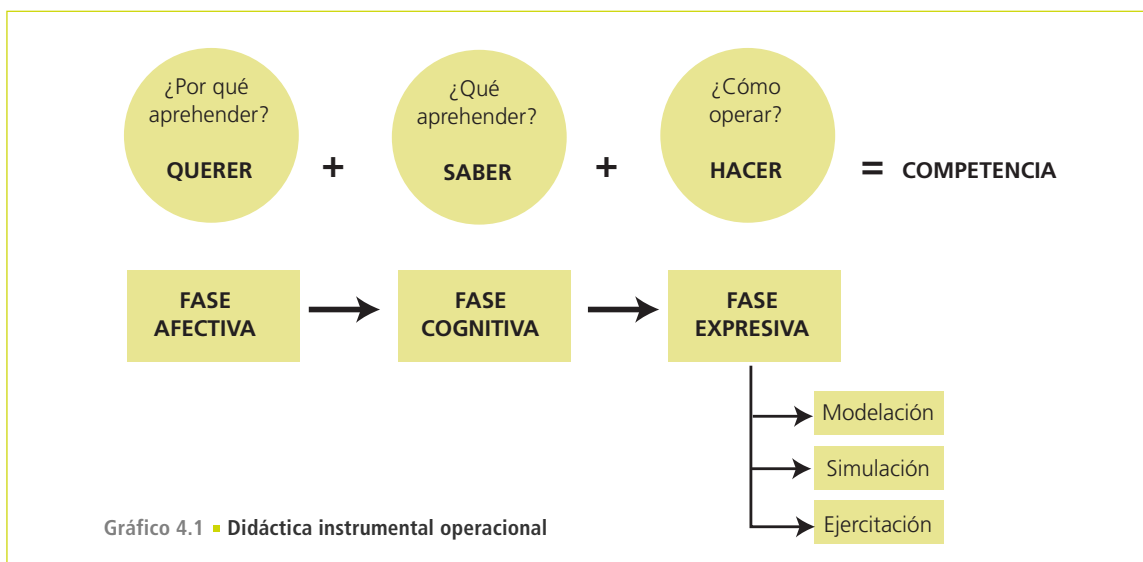 ¿Por qué
aprehender?
QUERER
+
¿Qué
aprehender?
SABER
+
¿Cómo
operar?
HACER
= COMPETENCIA
FASE
AFECTIVA
FASE
COGNITIVA
FASE
EXPRESIVA
Modelación
Simulación
Ejercitación
Gráfico 4.1 ▪ Didáctica instrumental operacional